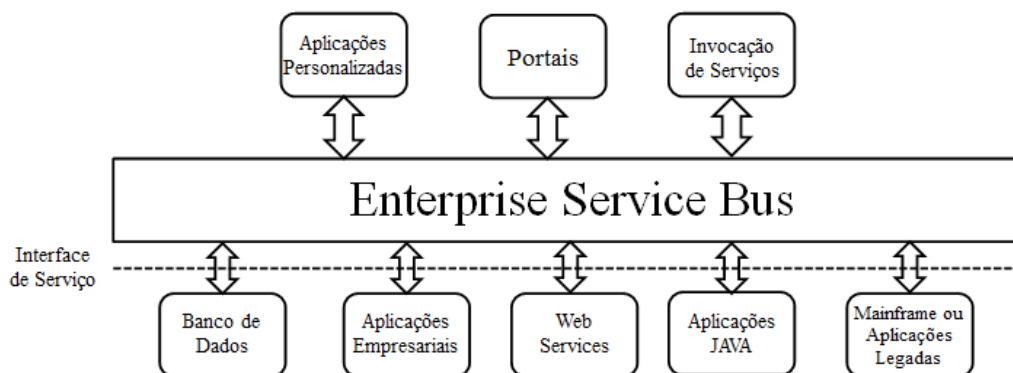 Aplicações
Personalizadas
Portais
Invocação
de Serviços
Enterprise Service Bus
Interface
de Serviço
Banco de
Dados
Aplicações
Empresariais
Web
Services
Aplicações
JAVA
Mainframe ou
Aplicações
Legadas